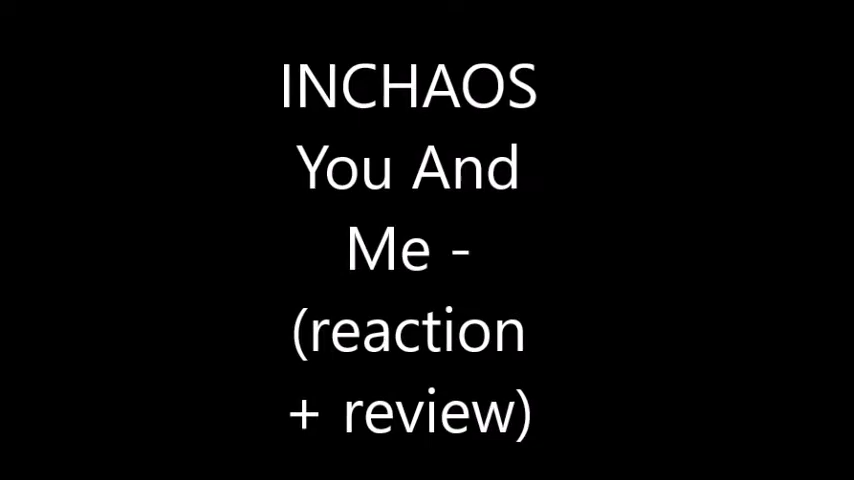 INCHAOS
You And
Me -
(reaction
+ review)